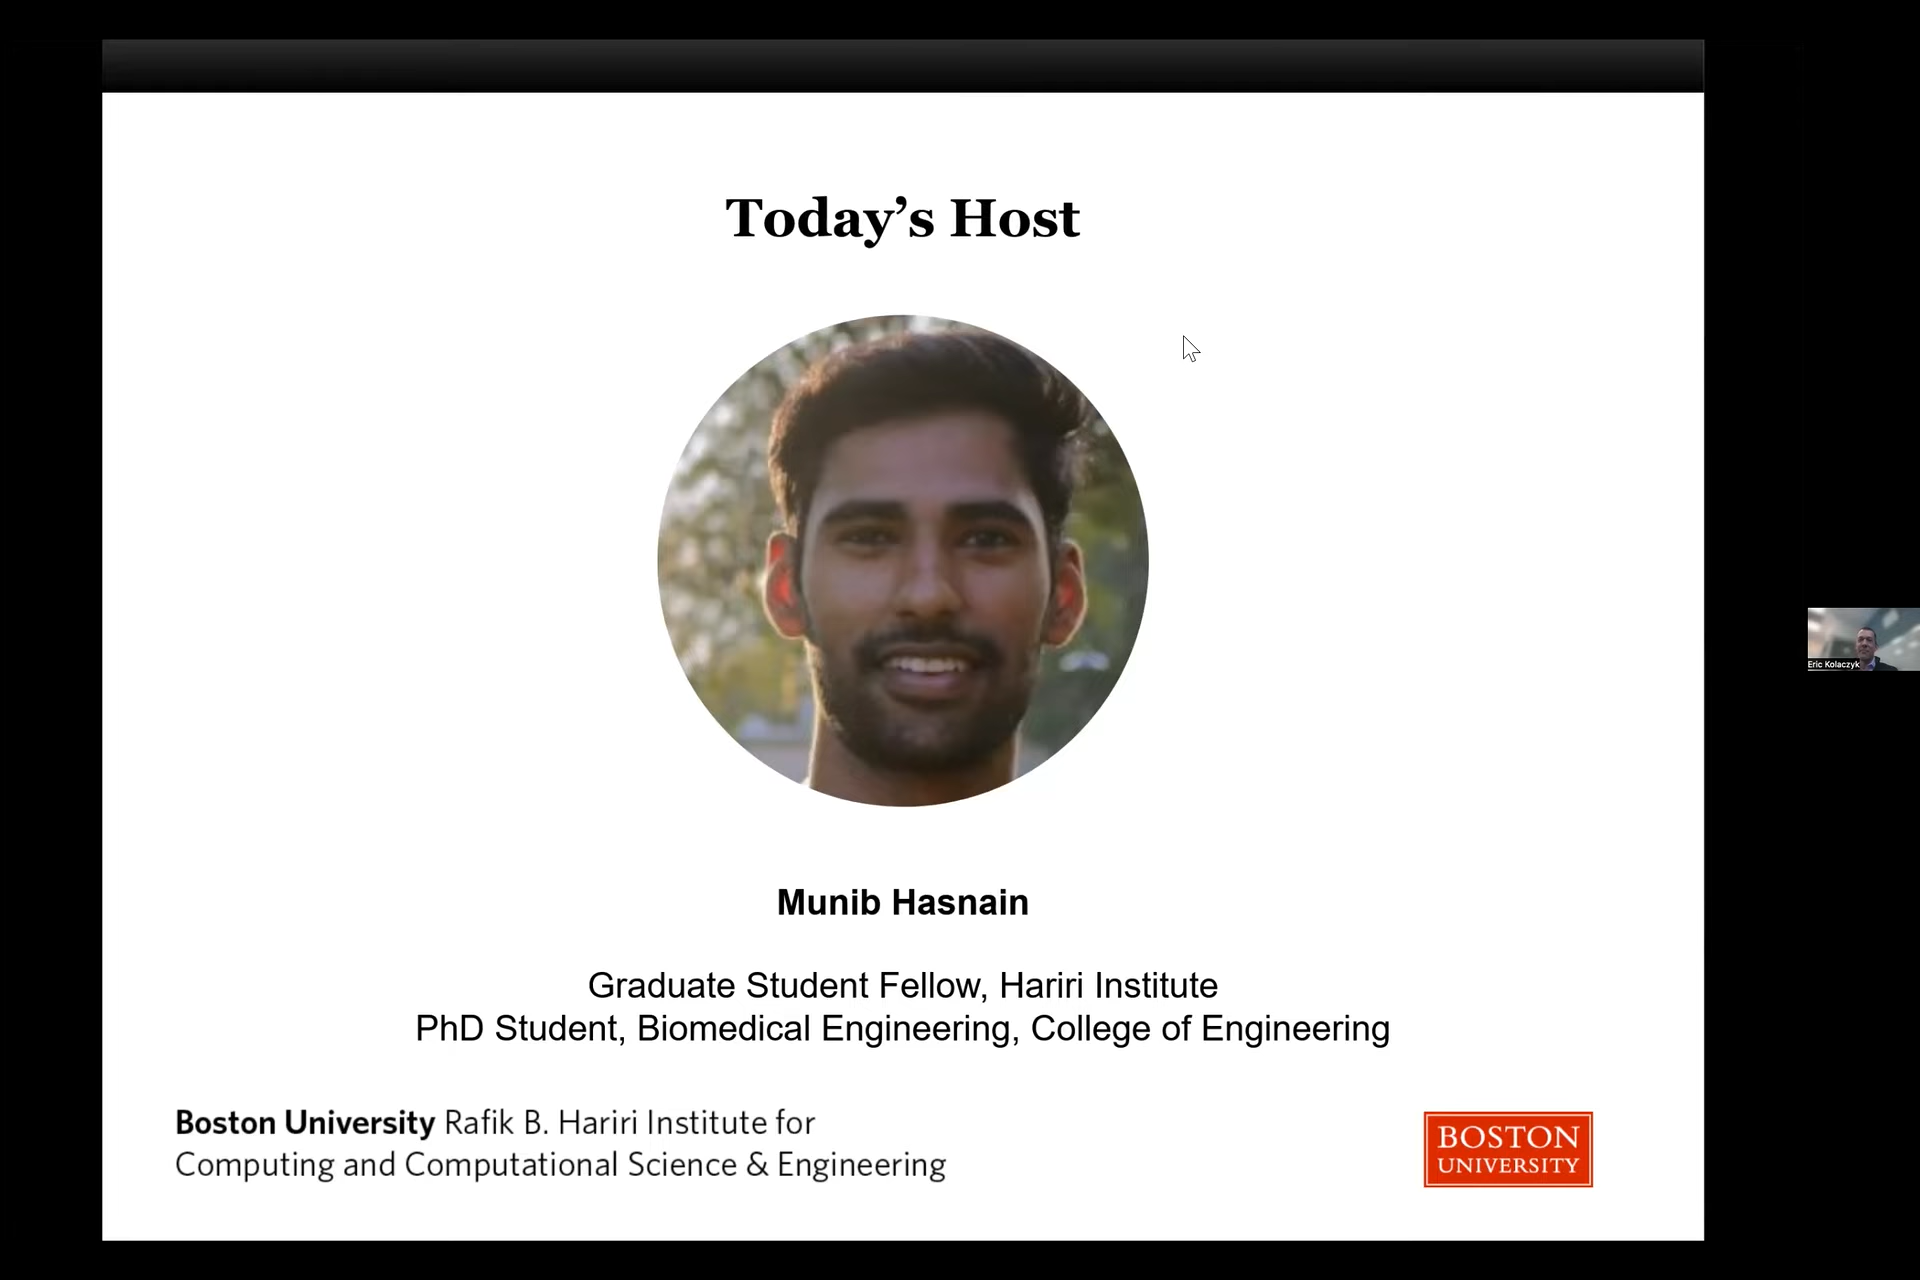 Today’s Host
Munib Hasnain
Graduate Student Fellow, Hariri Institute
PhD Student, Biomedical Engineering, College of Engineering
Boston University Rafik B. Hariri Institute for
Computing and Computational Science & Engineering
BOSTON
UNIVERSITY
Eric Kolaczyk